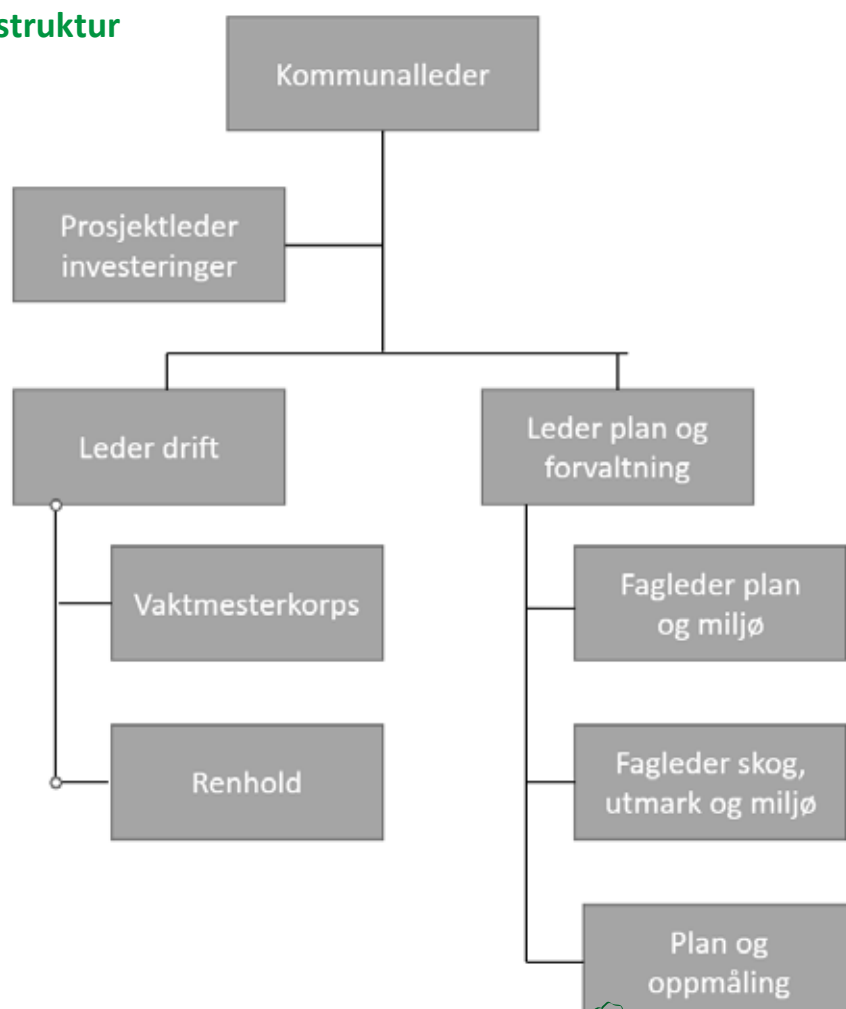 struktur
Kommunalleder
Prosjektleder
investeringer
Leder drift
Leder plan og
forvaltning
Vaktmesterkorps
Fagleder plan
og miljø
Renhold
Fagleder skog,
utmark og miljø
Plan og
oppmåling